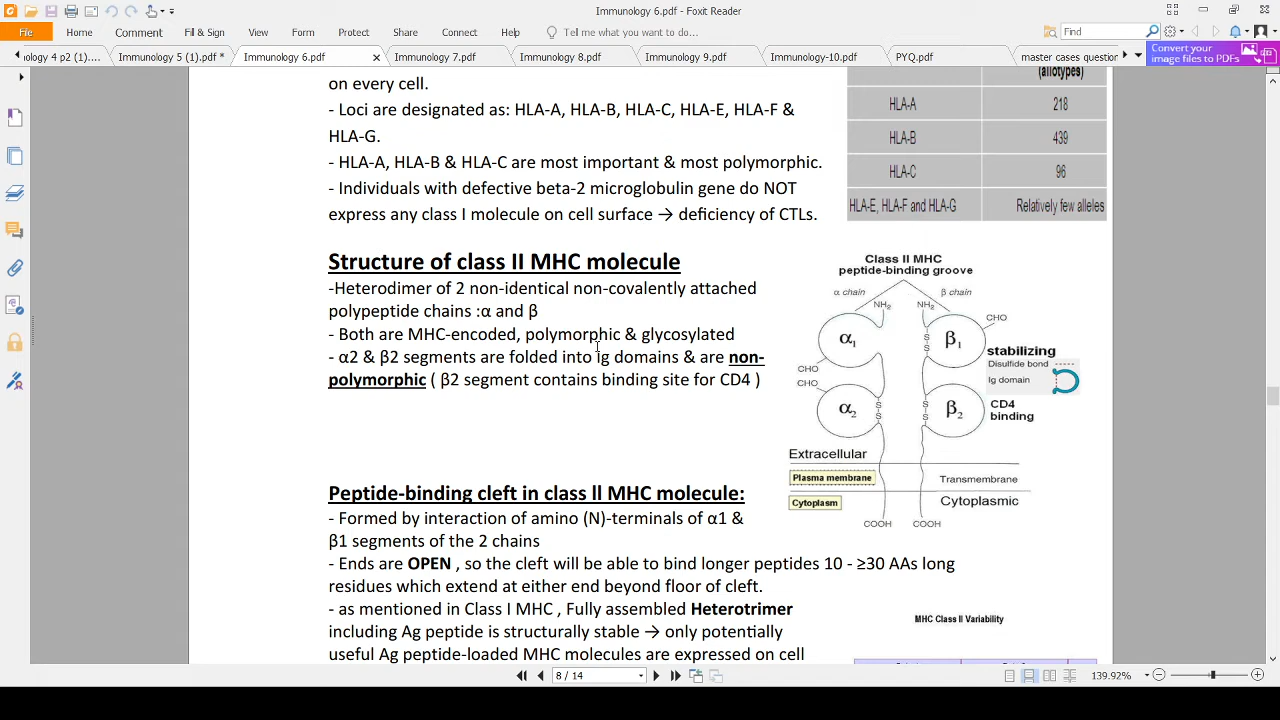 Immunology 6.pdf - Foxit Reader
File Home Comment Fill & Sign View Form Protect Share Connect Help Tell me what you want to do... Find
ology 4 p2 (1).... Immunology 5 (1).pdf * Immunology 6.pdf Immunology 7.pdf Immunology 8.pdf Immunology 9.pdf Immunology-10.pdf PYQ.pdf master cases question
Convert your
image files to PDFs
on every cell.
- Loci are designated as: HLA-A, HLA-B, HLA-C, HLA-E, HLA-F &
HLA-G.
- HLA-A, HLA-B & HLA-C are most important & most polymorphic.
- Individuals with defective beta-2 microglobulin gene do NOT
express any class I molecule on cell surface → deficiency of CTLs.
(allotypes)
HLA-A 218
HLA-B 439
HLA-C 96
HLA-E, HLA-F and HLA-G Relatively few alleles
Structure of class II MHC molecule
-Heterodimer of 2 non-identical non-covalently attached
polypeptide chains :α and β
- Both are MHC-encoded, polymorphic & glycosylated
- α2 & β2 segments are folded into ig domains & are non-
polymorphic ( β2 segment contains binding site for CD4 )
Class II MHC
peptide-binding groove
α chain β chain
NH2 NH2
CHO
α1 β1
S
S
stabilizing
Disulfide bond
Ig domain
CHO
CHO
α2 β2
S S
S S
CD4
binding
Extracellular
Plasma membrane Transmembrane
Cytoplasm Cytoplasmic
COOH COOH
Peptide-binding cleft in class ll MHC molecule:
- Formed by interaction of amino (N)-terminals of α1 &
β1 segments of the 2 chains
- Ends are OPEN , so the cleft will be able to bind longer peptides 10 - ≥30 AAs long
residues which extend at either end beyond floor of cleft.
- as mentioned in Class I MHC , Fully assembled Heterotrimer
including Ag peptide is structurally stable → only potentially
useful Ag peptide-loaded MHC molecules are expressed on cell
MHC Class II Variability
8 / 14
139.92%